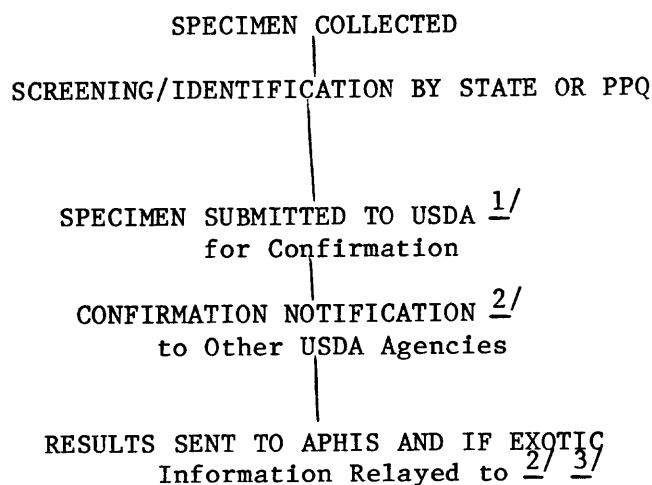 SPECIMEN COLLECTED
SCREENING/IDENTIFICATION BY STATE OR PPQ
SPECIMEN SUBMITTED TO USDA 1/
for Confirmation
CONFIRMATION NOTIFICATION 2/
to Other USDA Agencies
RESULTS SENT TO APHIS AND IF EXOTIC
Information Relayed to 2/ 3/